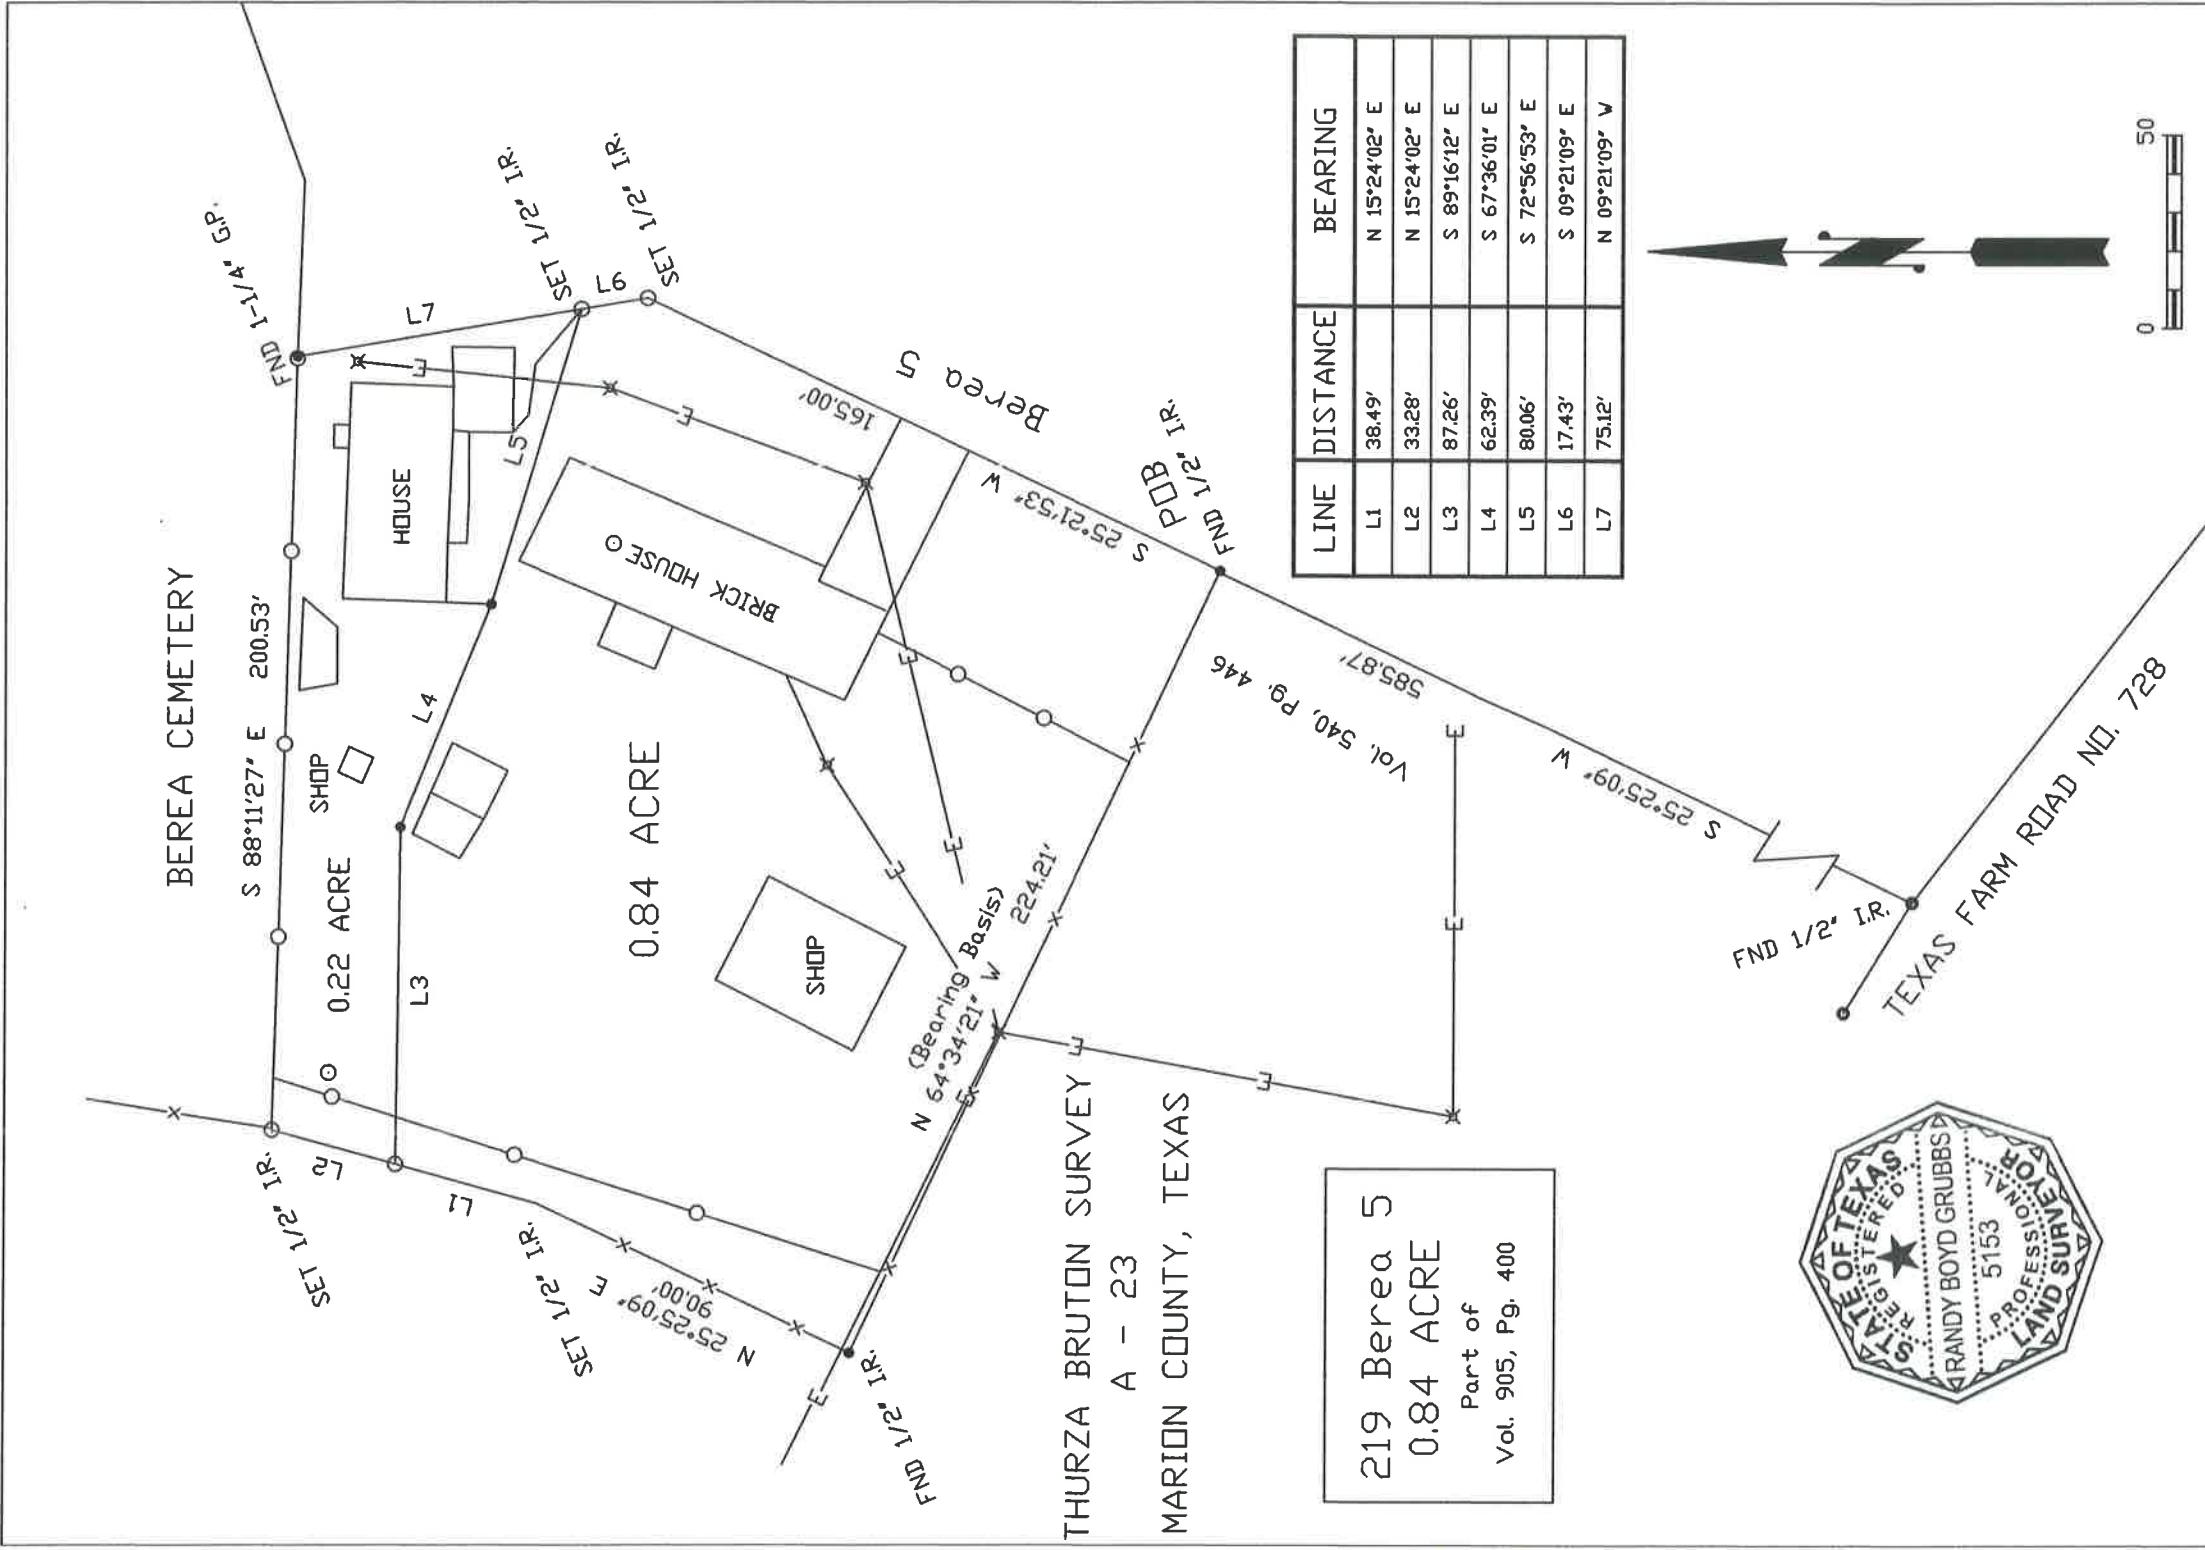 BEREA CEMETERY
S 88°11'27" E 200.53'
FND 1-1/4" G.P.
SET 1/2" I.R.
L2
0.22 ACRE
SHOP
HOUSE
L7
SET 1/2" I.R.
L6
SET 1/2" I.R.
L1
L3
L4
L5
SET 1/2" I.R.
N 25°25'09" E
90.00'
0.84 ACRE
SHOP
BRICK HOUSE
165.00'
S 25°21'53" W
Berea 5
POB
FND 1/2" I.R.
FND 1/2" I.R.
(Bearing Basis)
N 64°34'21" W 224.21'
E
E
E
E
E
E
E
E
E
E
E
Vol. 540, Pg. 446
585.87'
S 25°25'09" W
FND 1/2" I.R.
TEXAS FARM ROAD NO. 728
THURZA BRUTON SURVEY
A - 23
MARION COUNTY, TEXAS
219 Berea 5
0.84 ACRE
Part of
Vol. 905, Pg. 400
LINE DISTANCE BEARING
L1 38.49' N 15°24'02" E
L2 33.28' N 15°24'02" E
L3 87.26' S 89°16'12" E
L4 62.39' S 67°36'01" E
L5 80.06' S 72°56'53" E
L6 17.43' S 09°21'09" E
L7 75.12' N 09°21'09" W
0 50
STATE OF TEXAS
REGISTERED
RANDY BOYD GRUBBS
5153
PROFESSIONAL
LAND SURVEYOR